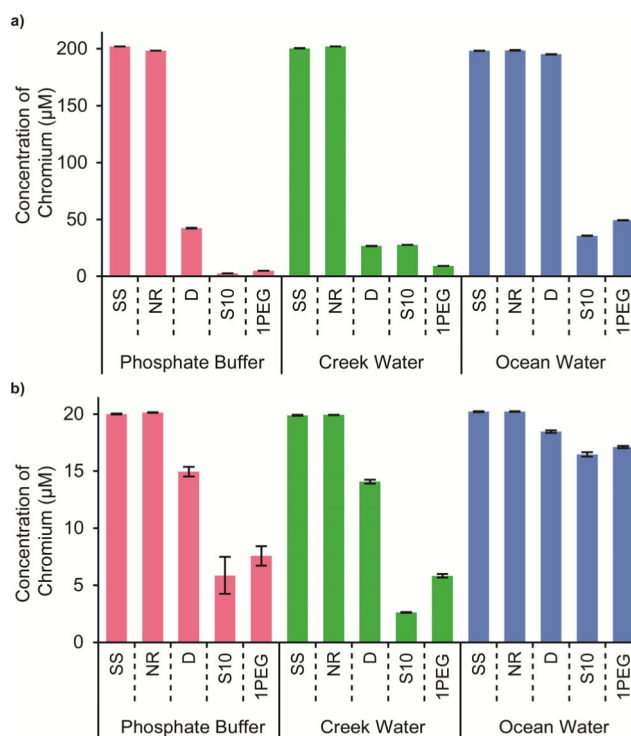 a)
Concentration of
Chromium (µM)
200
150
100
50
0
SS NR D S10 1PEG SS NR D S10 1PEG SS NR D S10 1PEG
Phosphate Buffer Creek Water Ocean Water
b)
Concentration of
Chromium (µM)
20
15
10
5
0
SS NR D S10 1PEG SS NR D S10 1PEG SS NR D S10 1PEG
Phosphate Buffer Creek Water Ocean Water